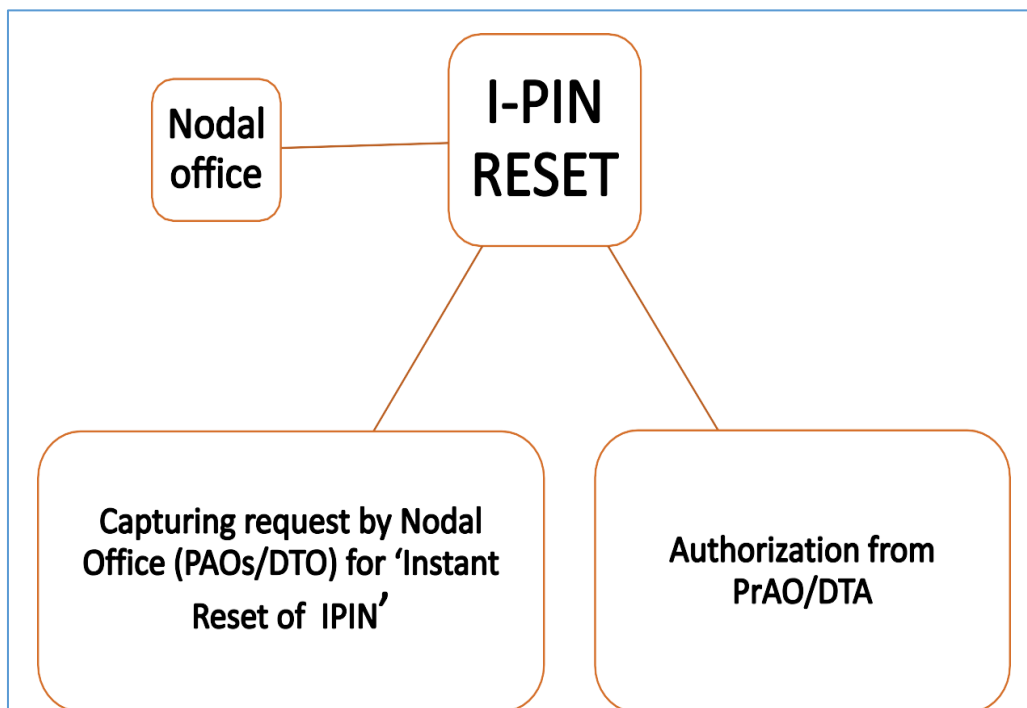 Nodal
office
I-PIN
RESET
Capturing request by Nodal
Office (PAOs/DTO) for ‘Instant
Reset of IPIN’
Authorization from
PrAO/DTA